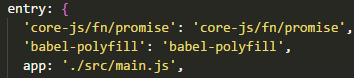 entry: {
'core-js/fn/promise': 'core-js/fn/promise',
'babel-polyfill': 'babel-polyfill',
app: './src/main.js',